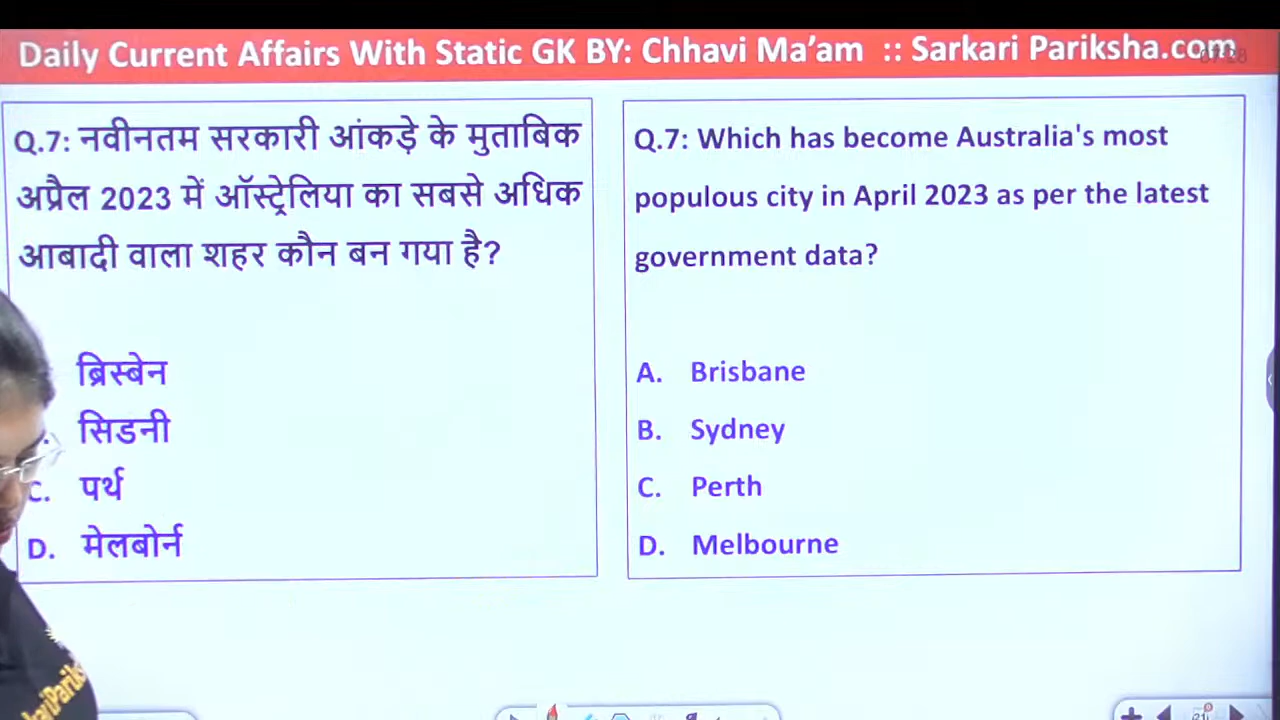 Daily Current Affairs With Static GK BY: Chhavi Ma’am :: Sarkari Pariksha.com
Q.7: नवीनतम सरकारी आंकड़े के मुताबिक
अप्रैल 2023 में ऑस्ट्रेलिया का सबसे अधिक
आबादी वाला शहर कौन बन गया है?
ब्रिस्बेन
सिडनी
C. पर्थ
D. मेलबोर्न
Q.7: Which has become Australia's most
populous city in April 2023 as per the latest
government data?
A. Brisbane
B. Sydney
C. Perth
D. Melbourne